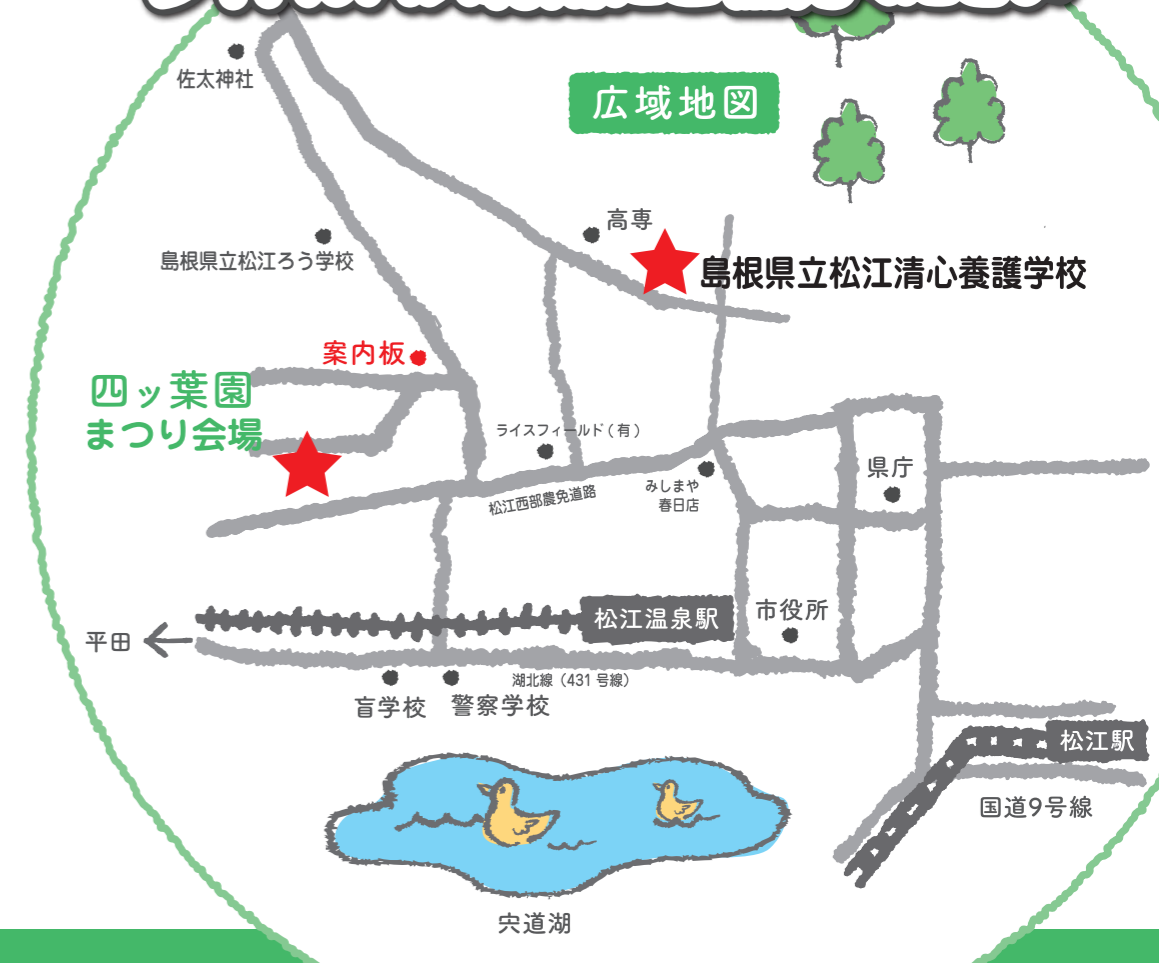 佐太神社
広域地図
高専
島根県立松江ろう学校
島根県立松江清心養護学校
案内板
四ッ葉園
まつり会場
ライスフィールド(有)
県庁
みしまや
春日店
松江西部農免道路
松江温泉駅
市役所
平田
湖北線(431号線)
盲学校
警察学校
松江駅
国道9号線
宍道湖